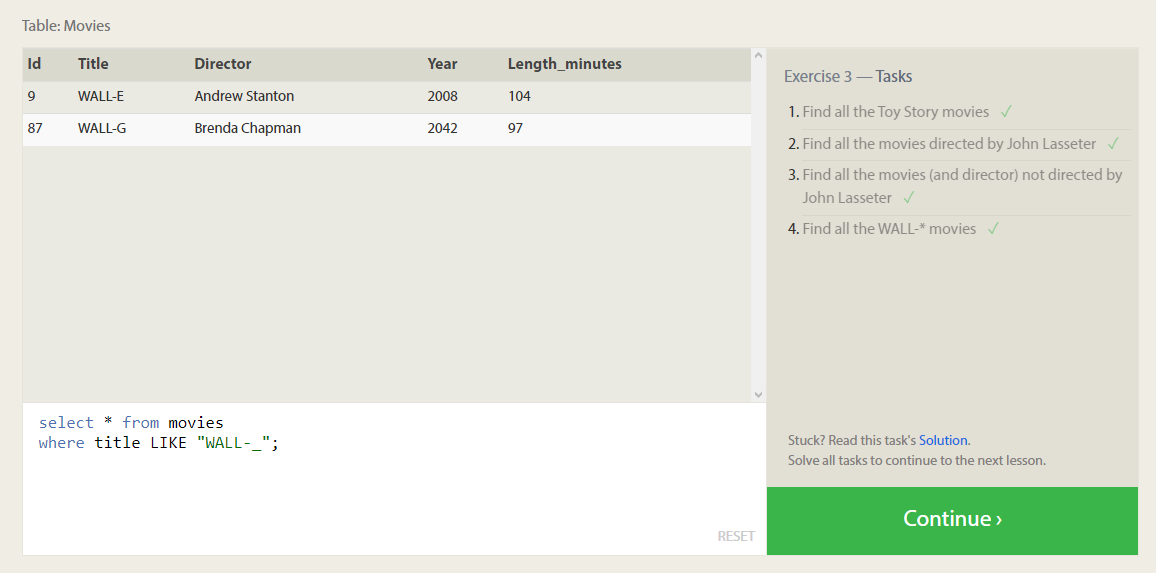 Table: Movies
Id Title Director Year Length_minutes
9 WALL-E Andrew Stanton 2008 104
87 WALL-G Brenda Chapman 2042 97
select * from movies
where title LIKE "WALL-_";
RESET
Exercise 3 — Tasks
1. Find all the Toy Story movies ✓
2. Find all the movies directed by John Lasseter ✓
3. Find all the movies (and director) not directed by
John Lasseter ✓
4. Find all the WALL-* movies ✓
Stuck? Read this task's Solution.
Solve all tasks to continue to the next lesson.
Continue ›